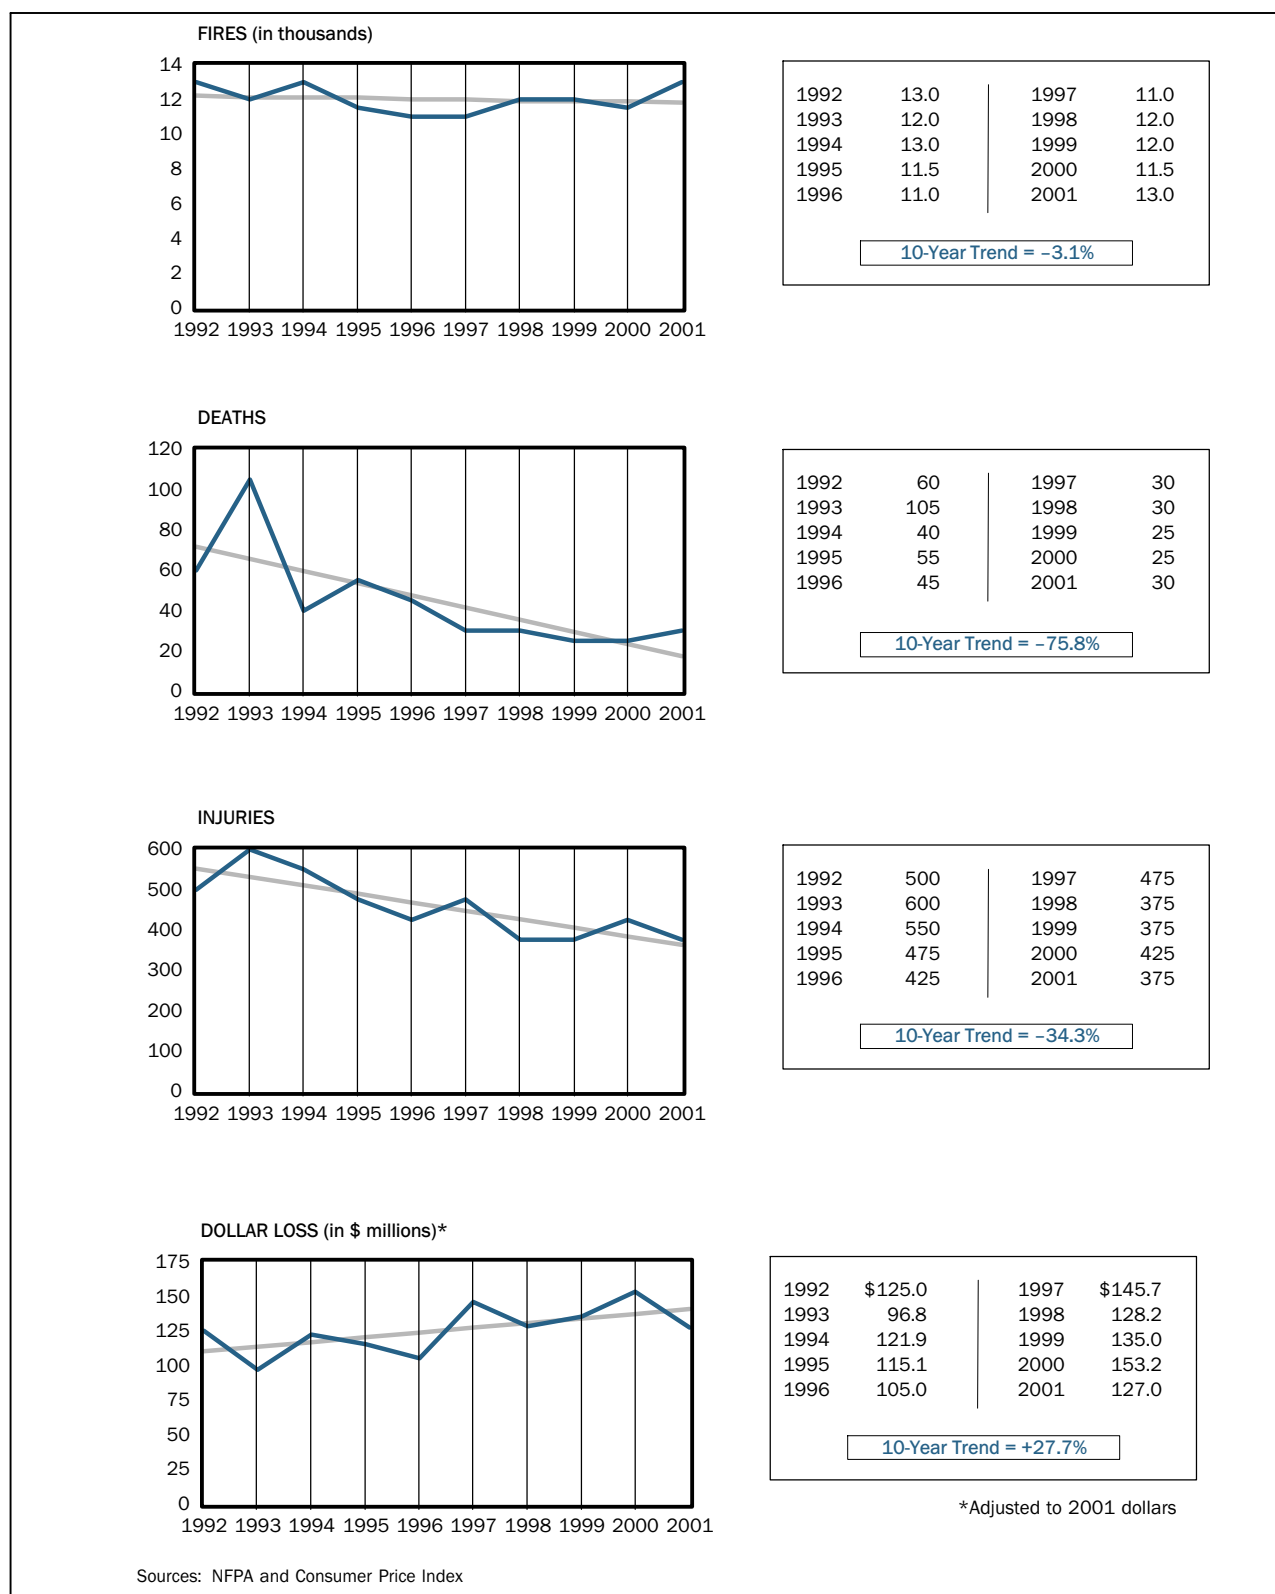 FIRES (in thousands)
14
12
10
8
6
4
2
0
1992 1993 1994 1995 1996 1997 1998 1999 2000 2001
1992 13.0 1997 11.0
1993 12.0 1998 12.0
1994 13.0 1999 12.0
1995 11.5 2000 11.5
1996 11.0 2001 13.0
10-Year Trend = –3.1%
DEATHS
120
100
80
60
40
20
0
1992 1993 1994 1995 1996 1997 1998 1999 2000 2001
1992 60 1997 30
1993 105 1998 30
1994 40 1999 25
1995 55 2000 25
1996 45 2001 30
10-Year Trend = –75.8%
INJURIES
600
500
400
300
200
100
0
1992 1993 1994 1995 1996 1997 1998 1999 2000 2001
1992 500 1997 475
1993 600 1998 375
1994 550 1999 375
1995 475 2000 425
1996 425 2001 375
10-Year Trend = –34.3%
DOLLAR LOSS (in $ millions)*
175
150
125
100
75
50
25
0
1992 1993 1994 1995 1996 1997 1998 1999 2000 2001
1992 $125.0 1997 $145.7
1993 96.8 1998 128.2
1994 121.9 1999 135.0
1995 115.1 2000 153.2
1996 105.0 2001 127.0
10-Year Trend = +27.7%
*Adjusted to 2001 dollars
Sources: NFPA and Consumer Price Index